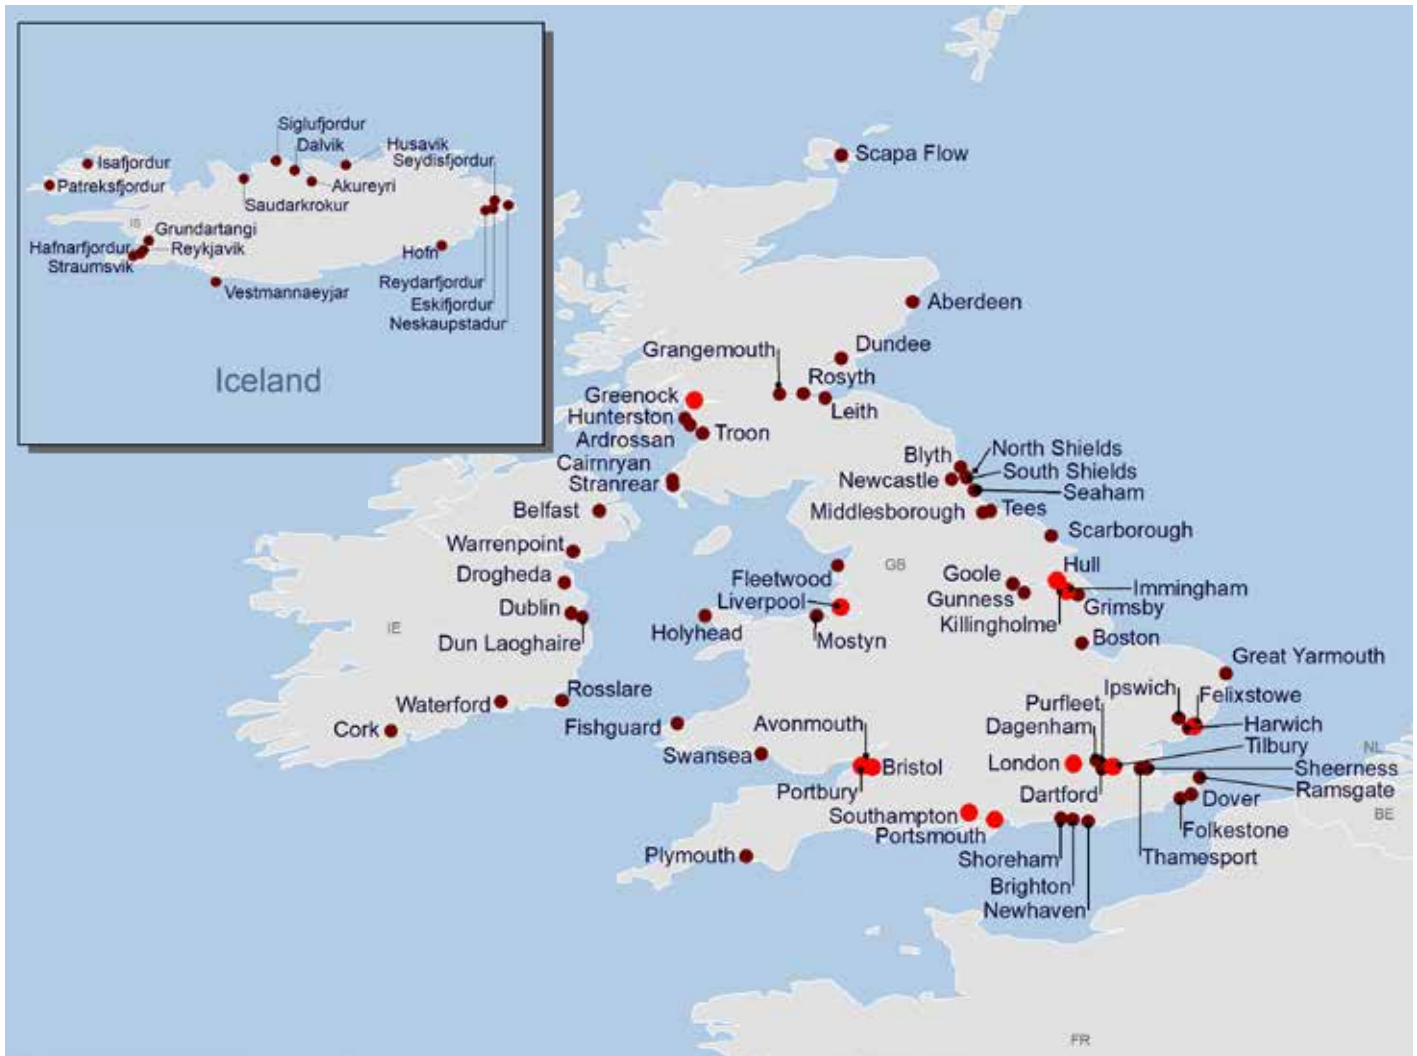 Siglufjordur
Dalvik
Husavik
Seydisfjordur
Isafjordur
Patreksfjordur
Akureyri
Saudarkrokur
IS
Grundartangi
Hafnarfjordur
Reykjavik
Straumsvik
Hofn
Vestmannaeyjar
Reydarfjordur
Eskifjordur
Neskaupstadur
Iceland
Scapa Flow
Aberdeen
Dundee
Grangemouth
Rosyth
Leith
Greenock
Hunterston
Ardrossan
Troon
Cairnryan
Stranrear
Blyth
North Shields
South Shields
Newcastle
Seaham
Middlesborough
Tees
Scarborough
Belfast
Warrenpoint
Drogheda
Dublin
Dun Laoghaire
IE
GB
Fleetwood
Liverpool
Holyhead
Mostyn
Goole
Gunness
Hull
Immingham
Grimsby
Killingholme
Boston
Great Yarmouth
Rosslare
Waterford
Cork
Fishguard
Swansea
Avonmouth
Bristol
Portbury
Ipswich
Felixstowe
Purfleet
Dagenham
Harwich
Tilbury
London
Sheerness
Dartford
Ramsgate
Dover
Folkestone
Thamesport
Southampton
Portsmouth
Plymouth
Shoreham
Brighton
Newhaven
NL
BE
FR